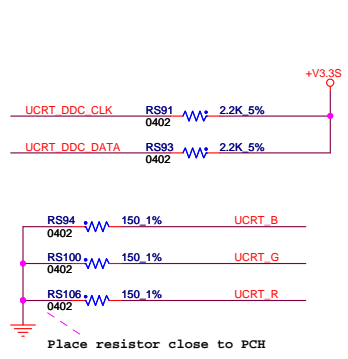 +V3.3S
UCRT_DDC_CLK RS91 2.2K_5%
0402
UCRT_DDC_DATA RS93 2.2K_5%
0402
RS94 150_1% UCRT_B
0402
RS100 150_1% UCRT_G
0402
RS106 150_1% UCRT_R
0402
Place resistor close to PCH